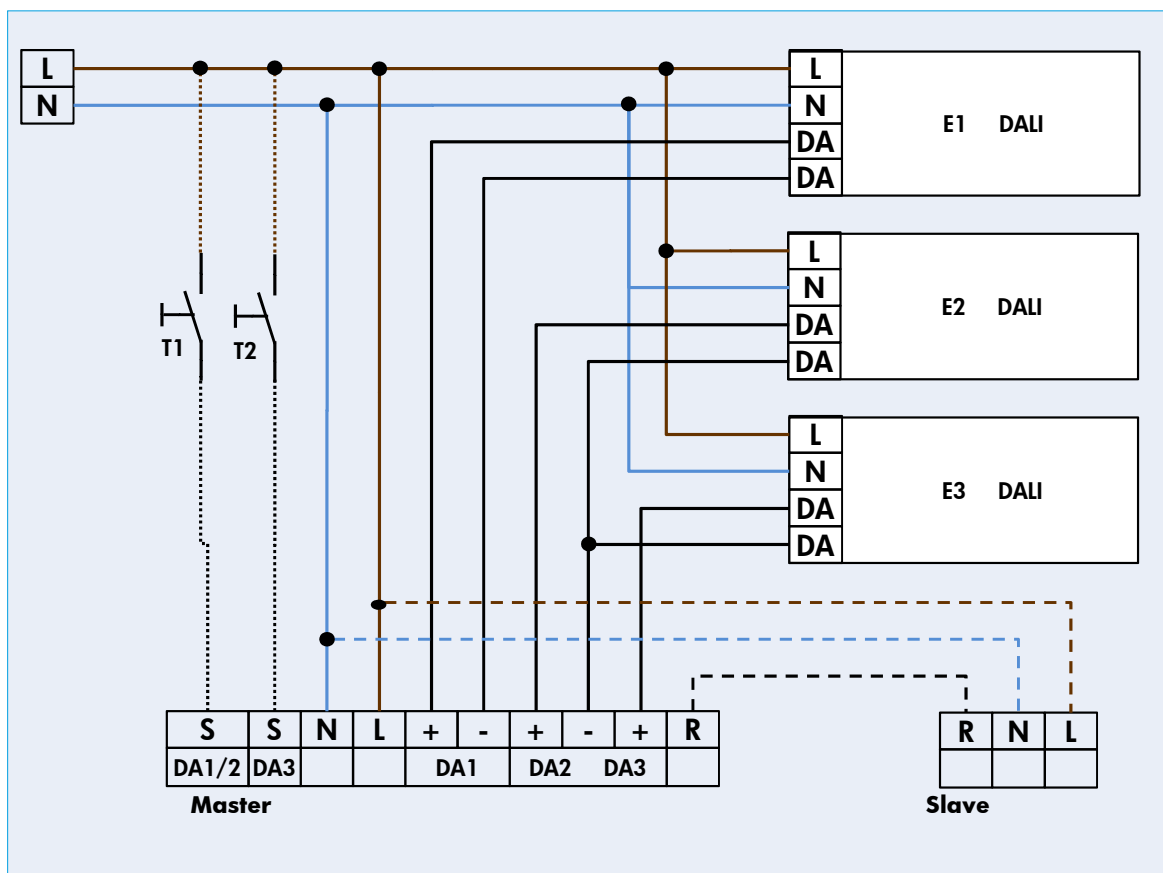 L
N
L
N
DA
DA
E1 DALI
L
N
DA
DA
E2 DALI
T1 T2
L
N
DA
DA
E3 DALI
S S N L + - + - + R
DA1/2 DA3 DA1 DA2 DA3
Master
R N L
Slave